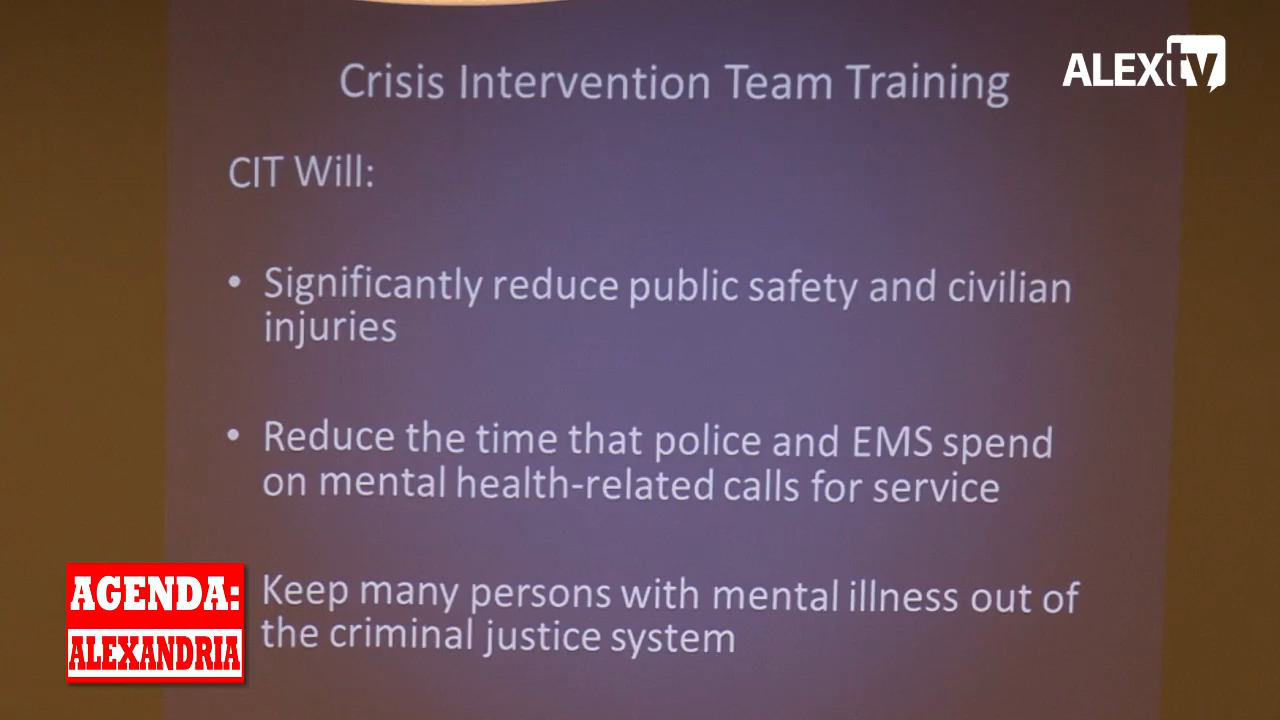 Crisis Intervention Team Training
ALEXtv
CIT Will:
• Significantly reduce public safety and civilian
injuries
• Reduce the time that police and EMS spend
on mental health-related calls for service
Keep many persons with mental illness out of
the criminal justice system
AGENDA:
ALEXANDRIA